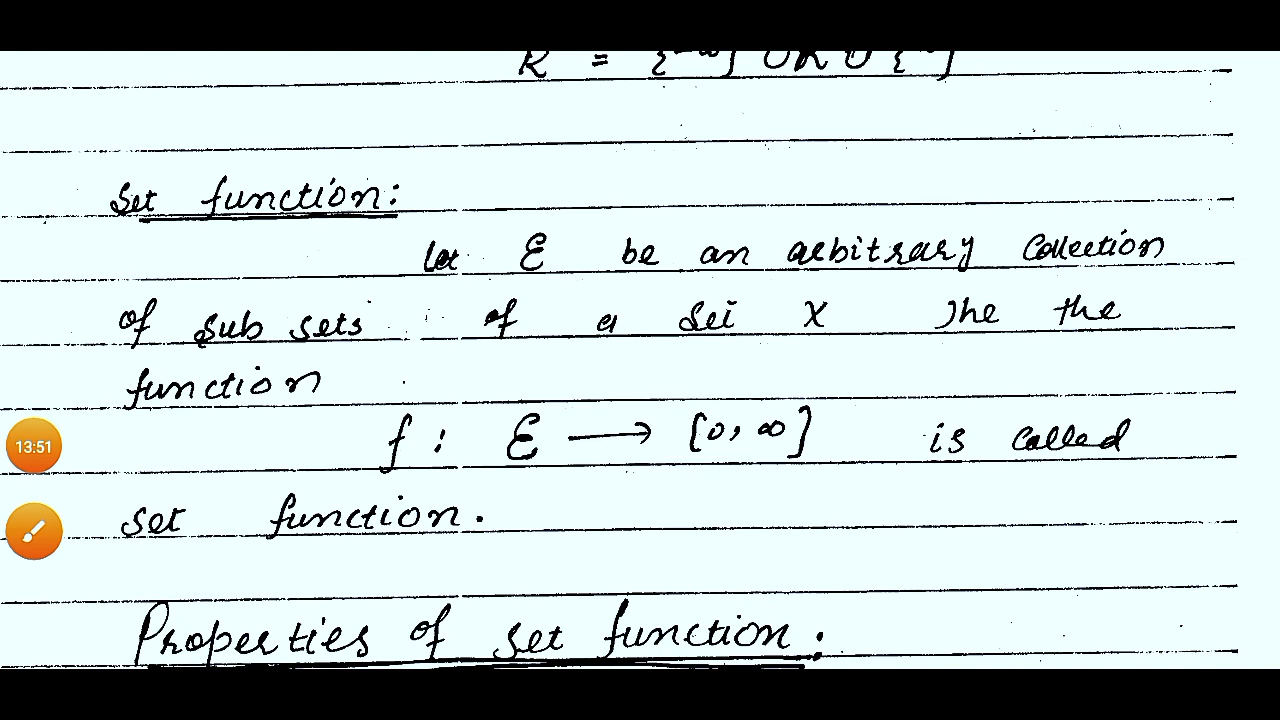 Set function:
Let ℰ be an arbitrary Collection
of sub sets of a Set X The the
function
f : ℰ ⟶ [0, ∞] is called
set function.
13:51
Properties of set function: